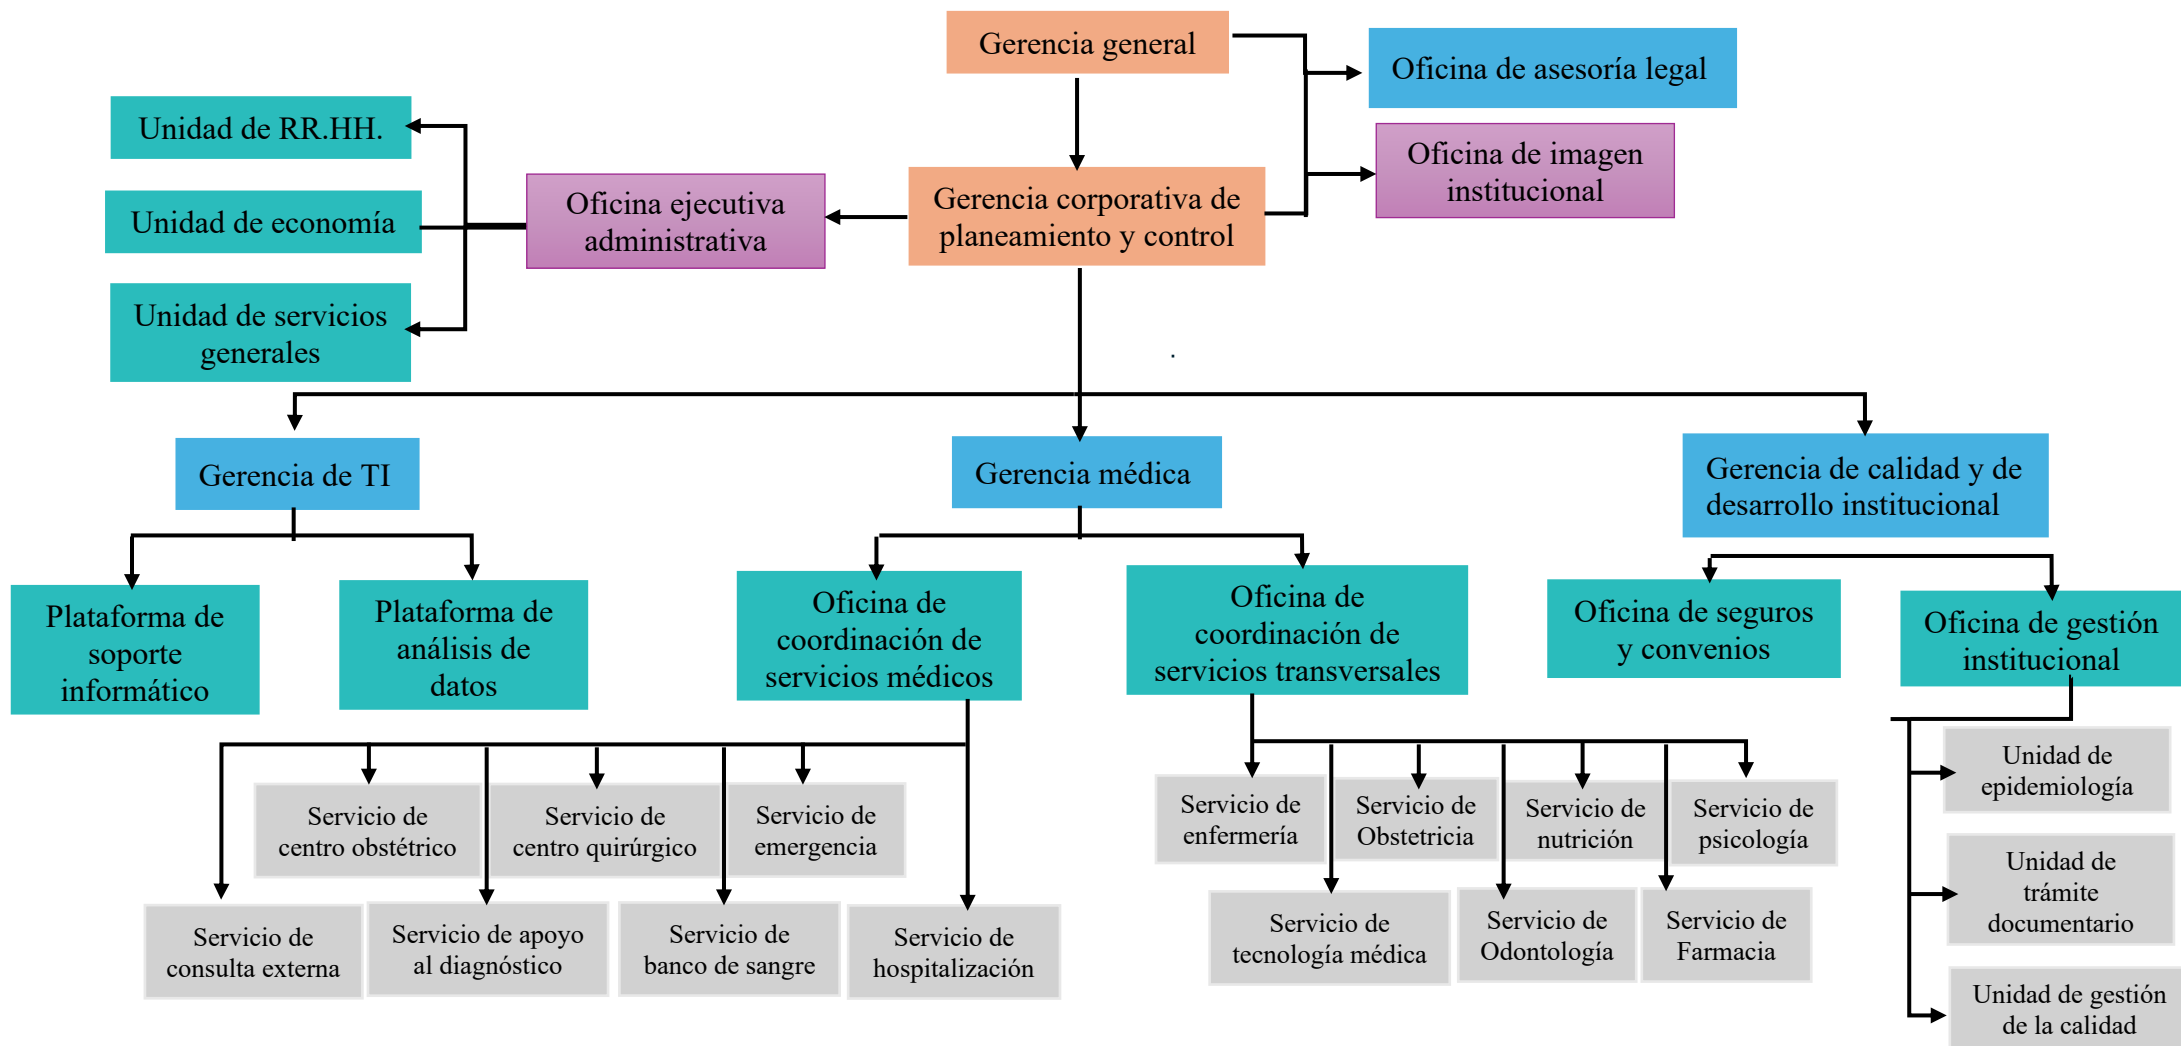 Gerencia general
Oficina de asesoría legal
Unidad de RR.HH.
Oficina de imagen
institucional
Oficina ejecutiva
administrativa
Gerencia corporativa de
planeamiento y control
Unidad de economía
Unidad de servicios
generales
.
Gerencia de TI
Gerencia médica
Gerencia de calidad y de
desarrollo institucional
Plataforma de
soporte
informático
Plataforma de
análisis de
datos
Oficina de
coordinación de
servicios médicos
Oficina de
coordinación de
servicios transversales
Oficina de seguros
y convenios
Oficina de gestión
institucional
Servicio de
centro obstétrico
Servicio de
centro quirúrgico
Servicio de
emergencia
Servicio de
enfermería
Servicio de
Obstetricia
Servicio de
nutrición
Servicio de
psicología
Unidad de
epidemiología
Servicio de
consulta externa
Servicio de apoyo
al diagnóstico
Servicio de
banco de sangre
Servicio de
hospitalización
Servicio de
tecnología médica
Servicio de
Odontología
Servicio de
Farmacia
Unidad de
trámite
documentario
Unidad de gestión
de la calidad